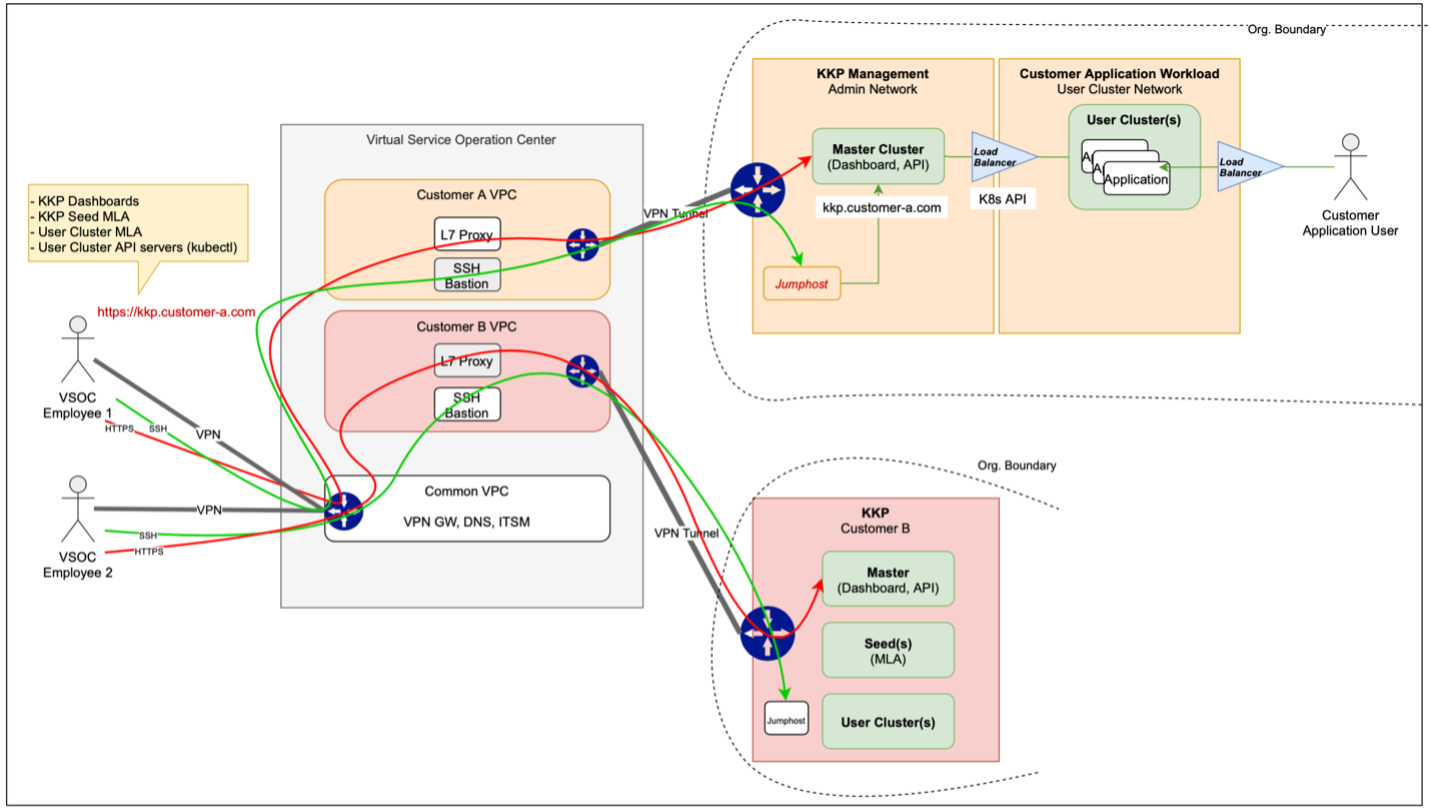 Org. Boundary
KKP Management
Admin Network
Customer Application Workload
User Cluster Network
User Cluster(s)
Master Cluster
(Dashboard, API)
Load
Balancer
A
A
Application
Load
Balancer
K8s API
kkp.customer-a.com
Jumphost
Customer
Application User
VPN Tunnel
Virtual Service Operation Center
Customer A VPC
L7 Proxy
SSH
Bastion
Customer B VPC
L7 Proxy
SSH
Bastion
Common VPC
VPN GW, DNS, ITSM
- KKP Dashboards
- KKP Seed MLA
- User Cluster MLA
- User Cluster API servers (kubectl)
https://kkp.customer-a.com
VSOC
Employee 1
HTTPS
SSH
VPN
VSOC
Employee 2
VPN
SSH
HTTPS
VPN Tunnel
Org. Boundary
KKP
Customer B
Master
(Dashboard, API)
Seed(s)
(MLA)
Jumphost
User Cluster(s)